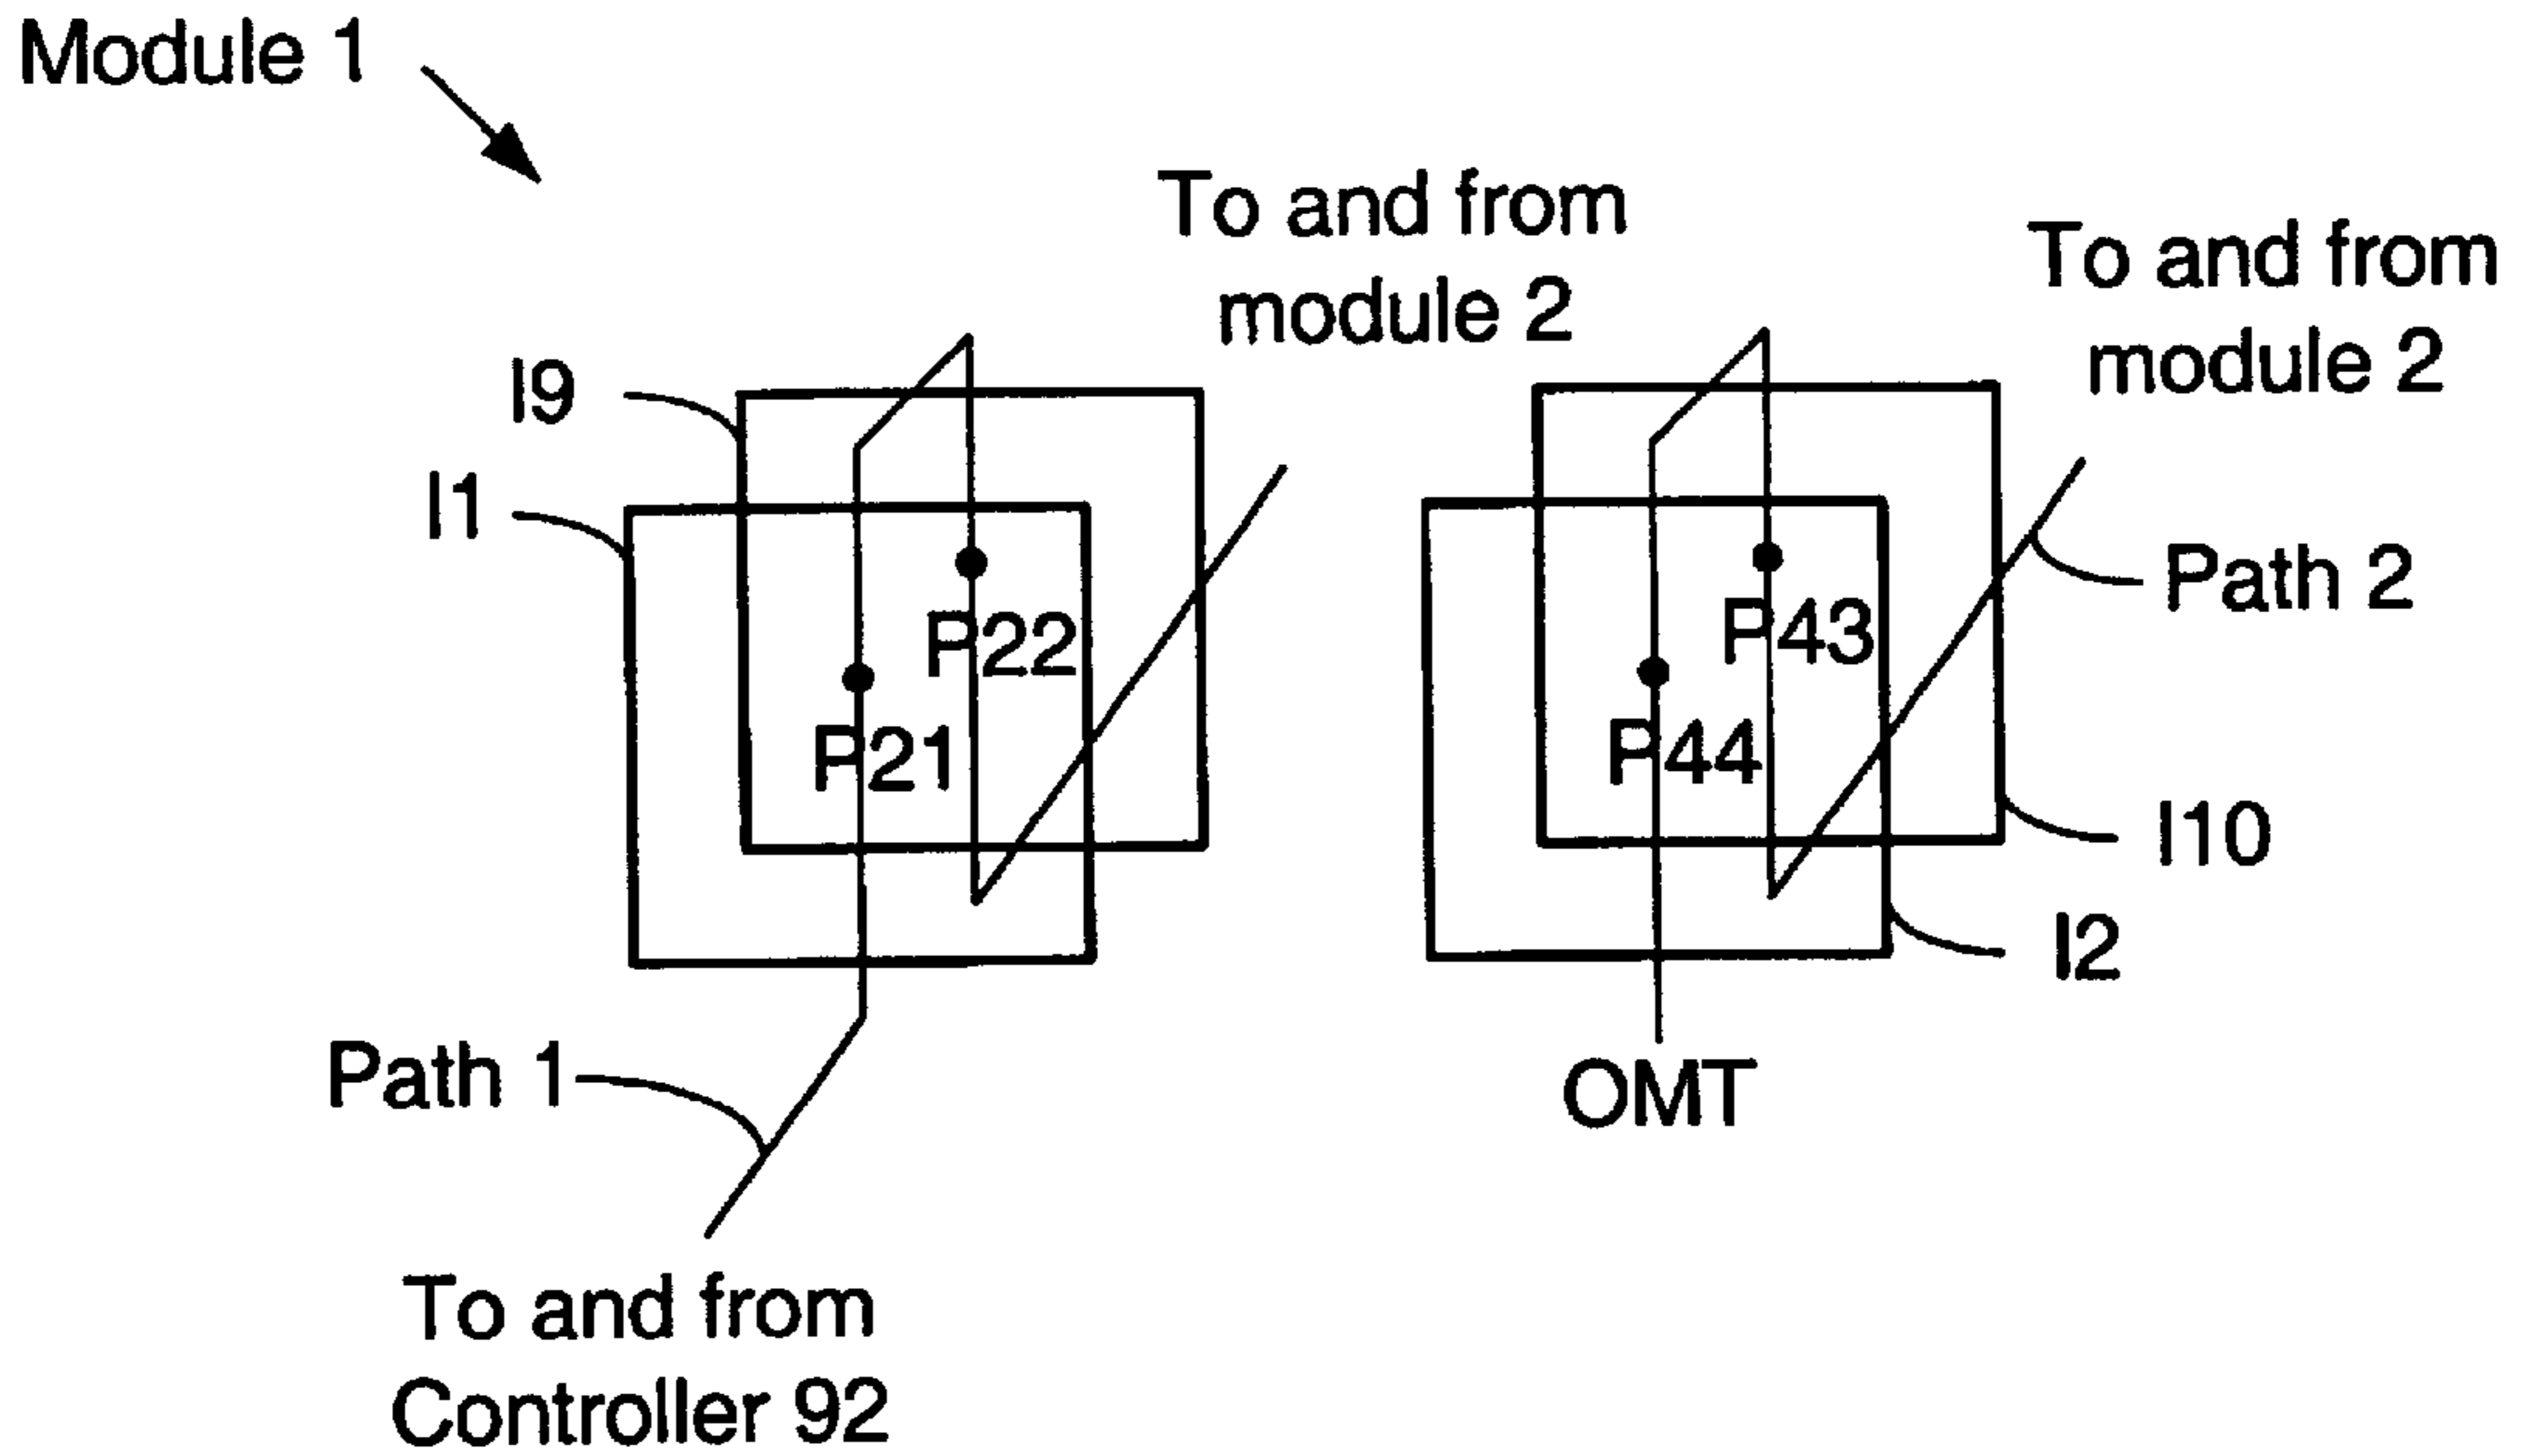 Module 1
To and from
module 2
To and from
module 2
I9
I1
P22
P43
Path 2
P21
P44
I10
I2
Path 1
OMT
To and from
Controller 92